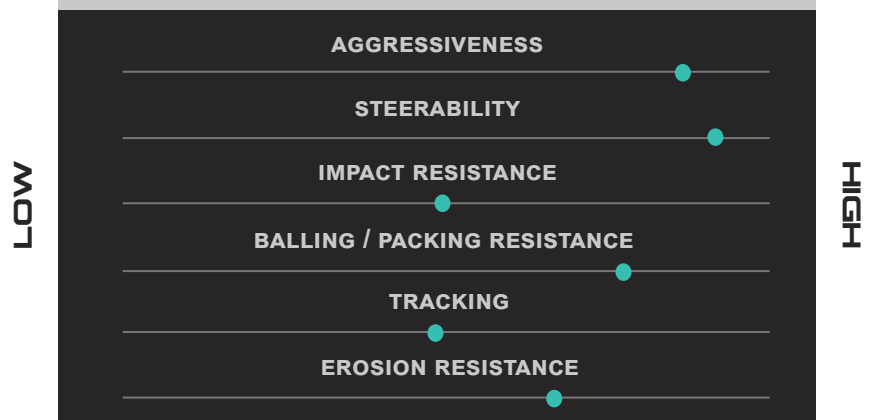 AGGRESSIVENESS
STEERABILITY
IMPACT RESISTANCE
BALLING / PACKING RESISTANCE
TRACKING
EROSION RESISTANCE
LOW
HIGH